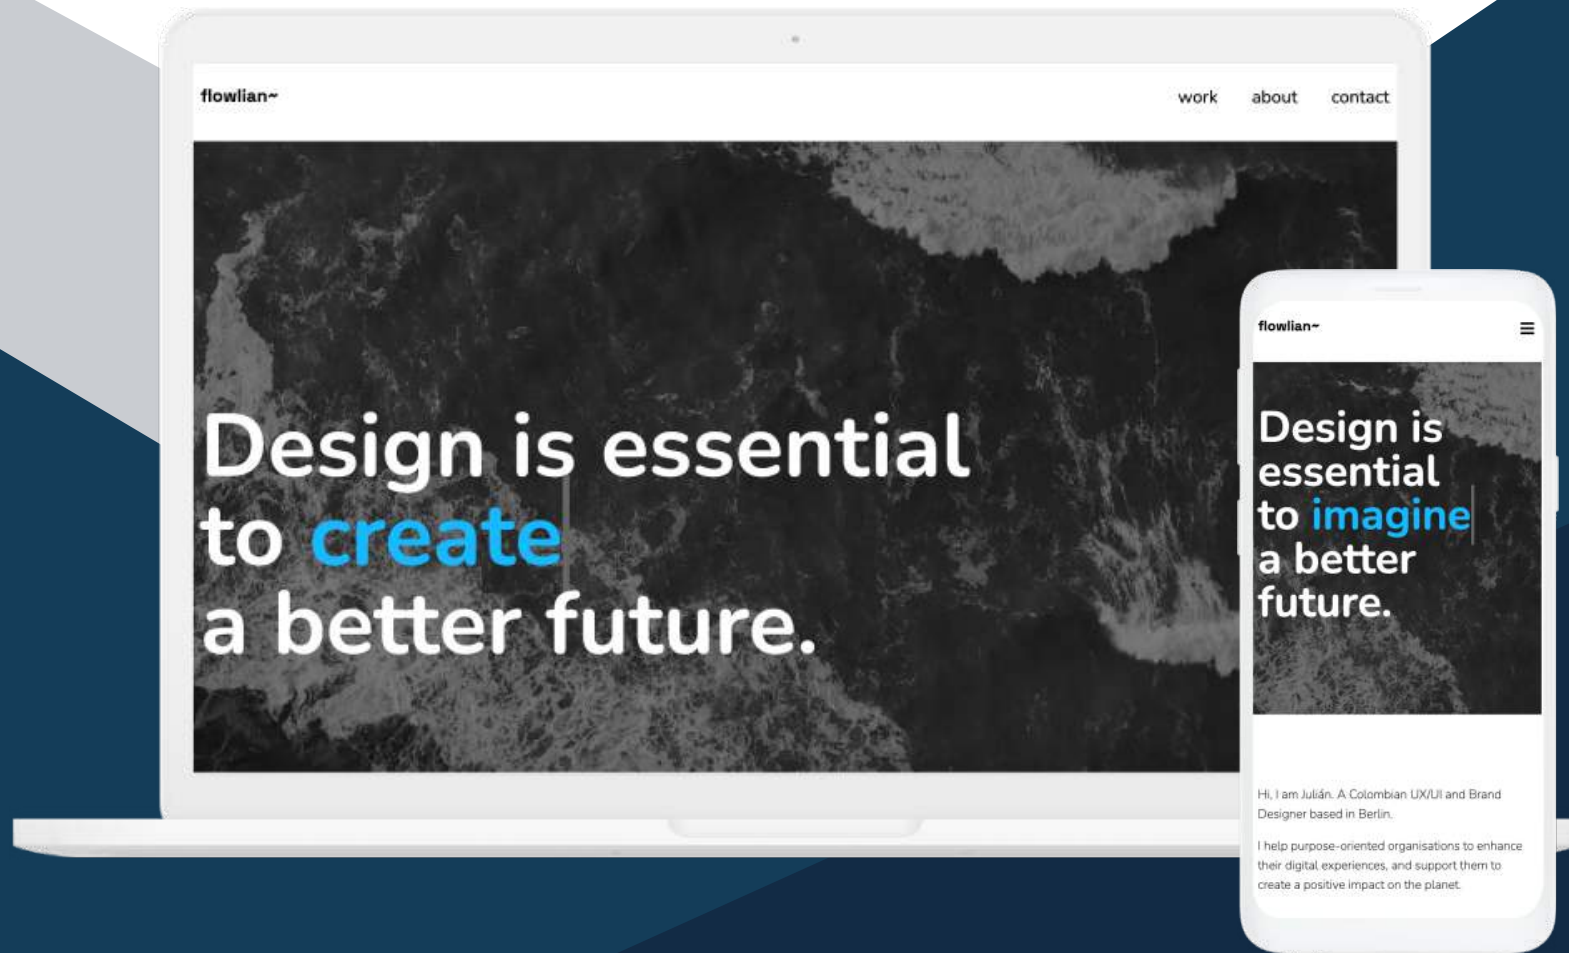 flowlian~
work about contact
Design is essential
to create
a better future.
flowlian~
Design is
essential
to imagine
a better
future.
Hi, I am Julián. A Colombian UX/UI and Brand
Designer based in Berlin.
I help purpose-oriented organisations to enhance
their digital experiences, and support them to
create a positive impact on the planet.